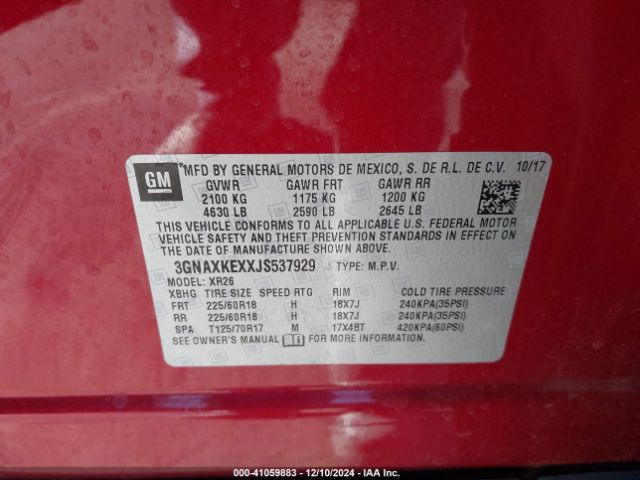 GM
*MFD BY GENERAL MOTORS DE MEXICO, S. DE R.L. DE C.V. 10/17
GVWR GAWR FRT GAWR RR
2100 KG 1175 KG 1200 KG
4630 LB 2590 LB 2645 LB
THIS VEHICLE CONFORMS TO ALL APPLICABLE U.S. FEDERAL MOTOR
VEHICLE SAFETY AND THEFT PREVENTION STANDARDS IN EFFECT ON
THE DATE OF MANUFACTURE SHOWN ABOVE.
3GNAXKEXXJS537929 TYPE: M.P.V.
MODEL: XR26
XBHG TIRE SIZE SPEED RTG RIM COLD TIRE PRESSURE
FRT 225/60R18 H 18X7J 240KPA(35PSI)
RR 225/60R18 H 18X7J 240KPA(35PSI)
SPA T125/70R17 M 17X4BT 420KPA(60PSI)
SEE OWNER'S MANUAL FOR MORE INFORMATION.
000-41059883 - 12/10/2024 - IAA Inc.